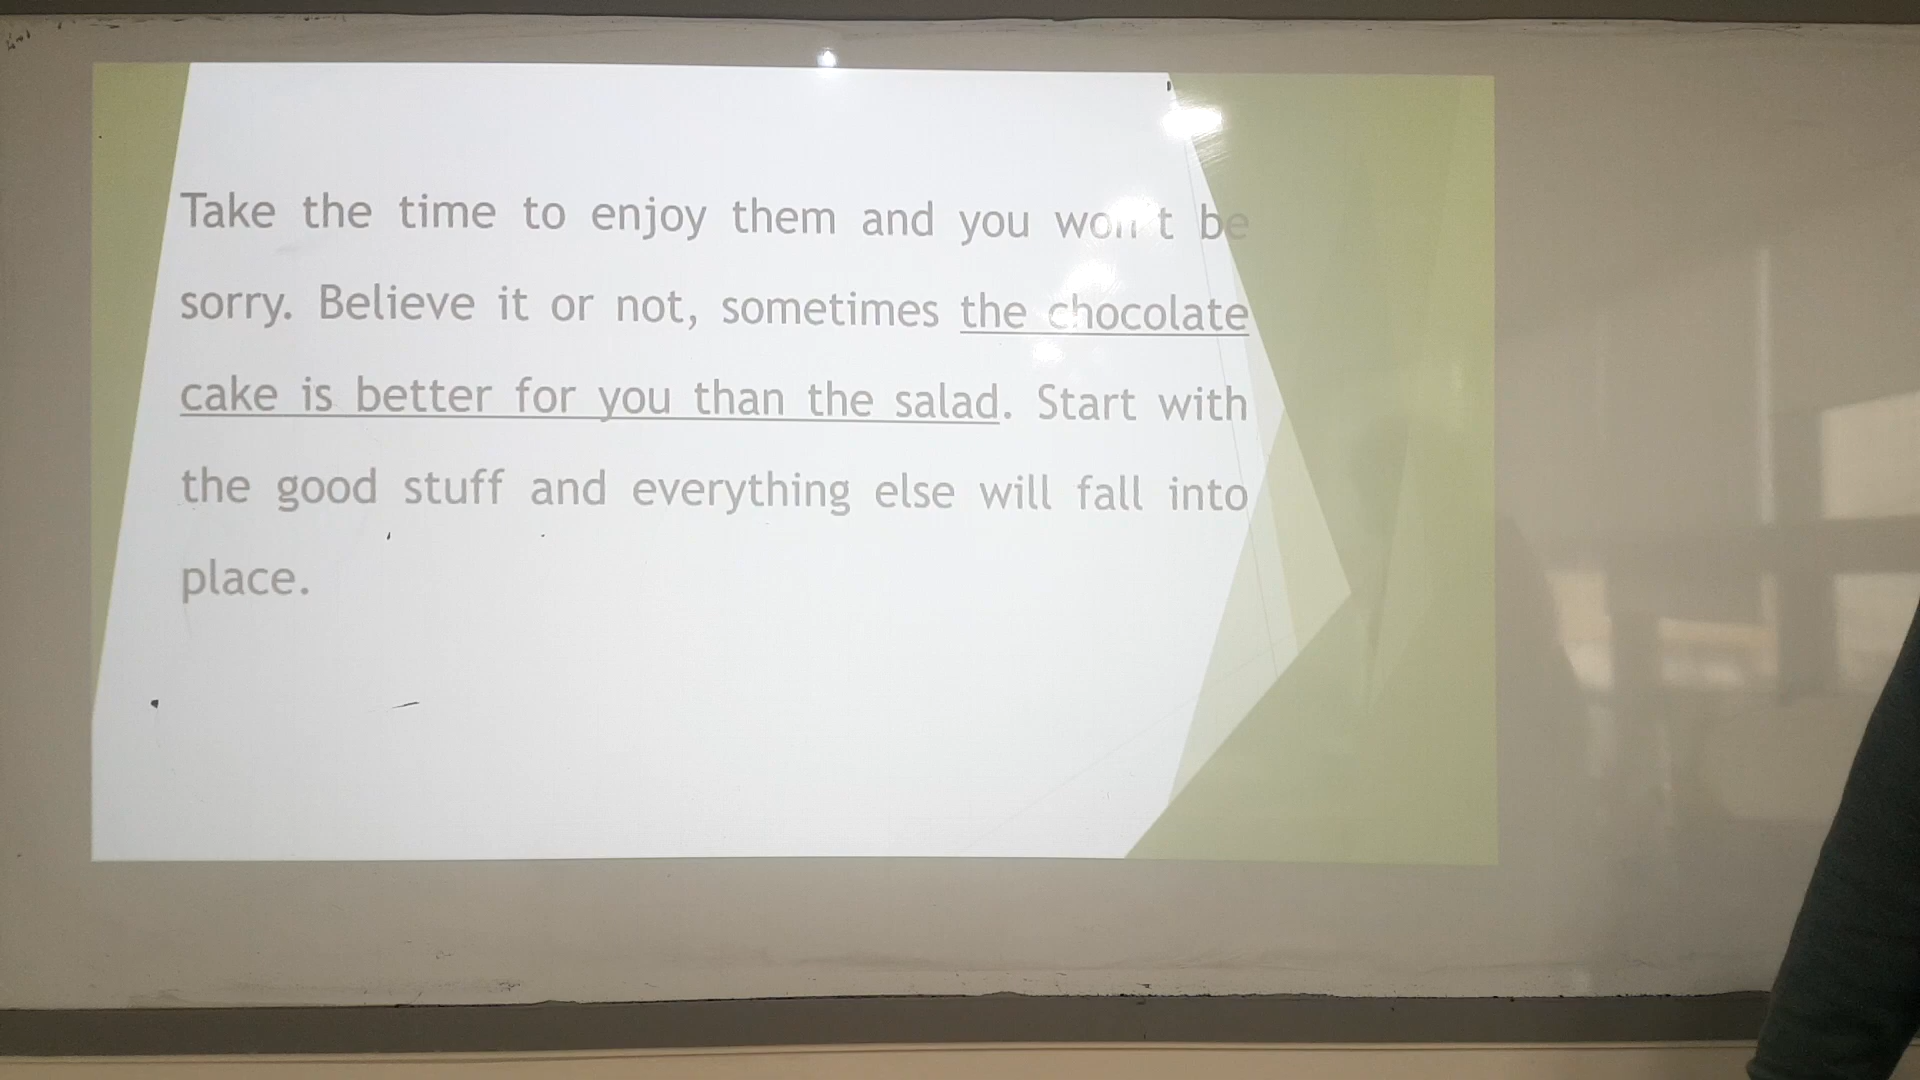 Take the time to enjoy them and you won't be
sorry. Believe it or not, sometimes the chocolate
cake is better for you than the salad. Start with
the good stuff and everything else will fall into
place.